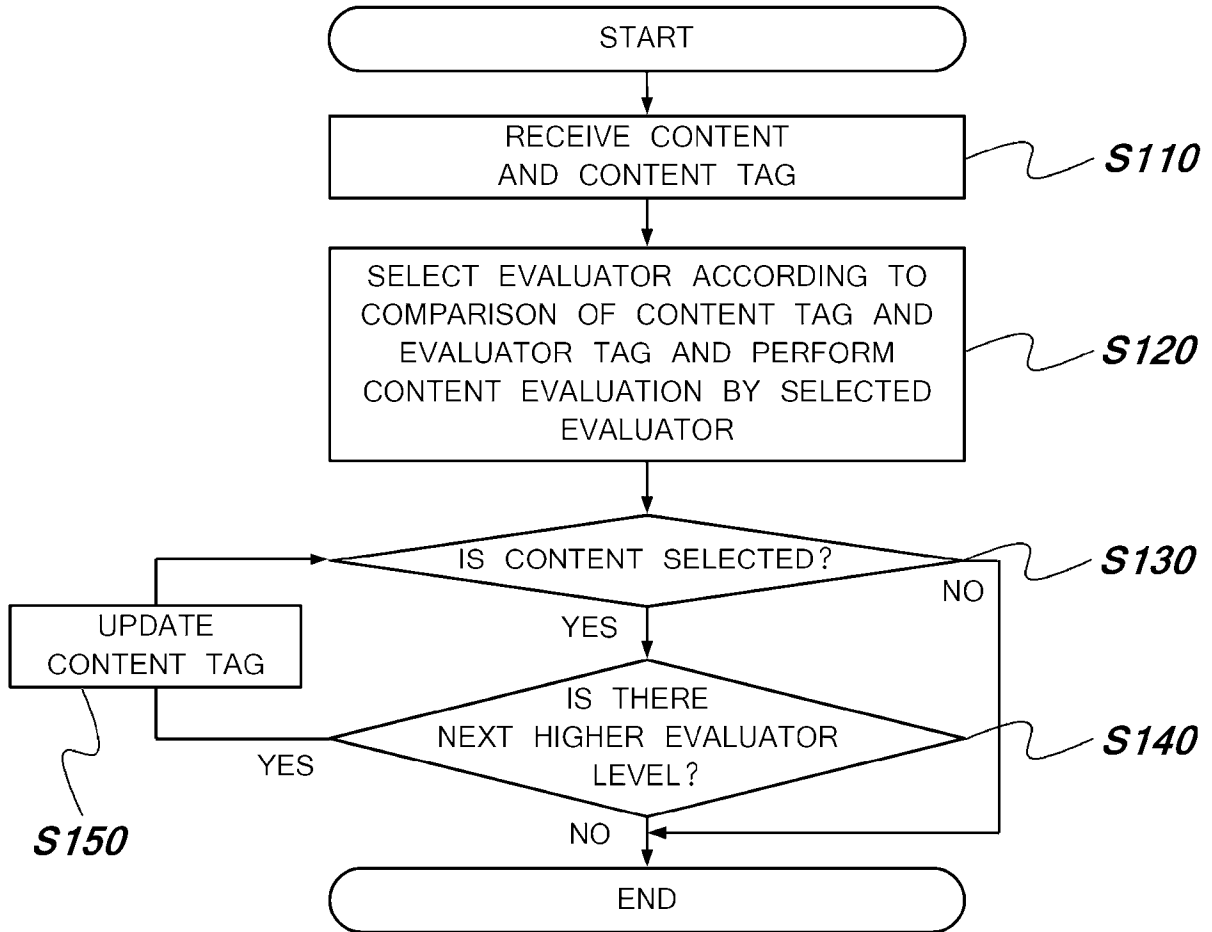 START
RECEIVE CONTENT
AND CONTENT TAG
S110
SELECT EVALUATOR ACCORDING TO
COMPARISON OF CONTENT TAG AND
EVALUATOR TAG AND PERFORM
CONTENT EVALUATION BY SELECTED
EVALUATOR
S120
IS CONTENT SELECTED?
S130
NO
YES
UPDATE
CONTENT TAG
IS THERE
NEXT HIGHER EVALUATOR
LEVEL?
S140
YES
S150
NO
END